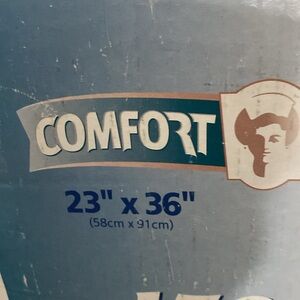 COMFORT
23" x 36"
(58cm x 91cm)